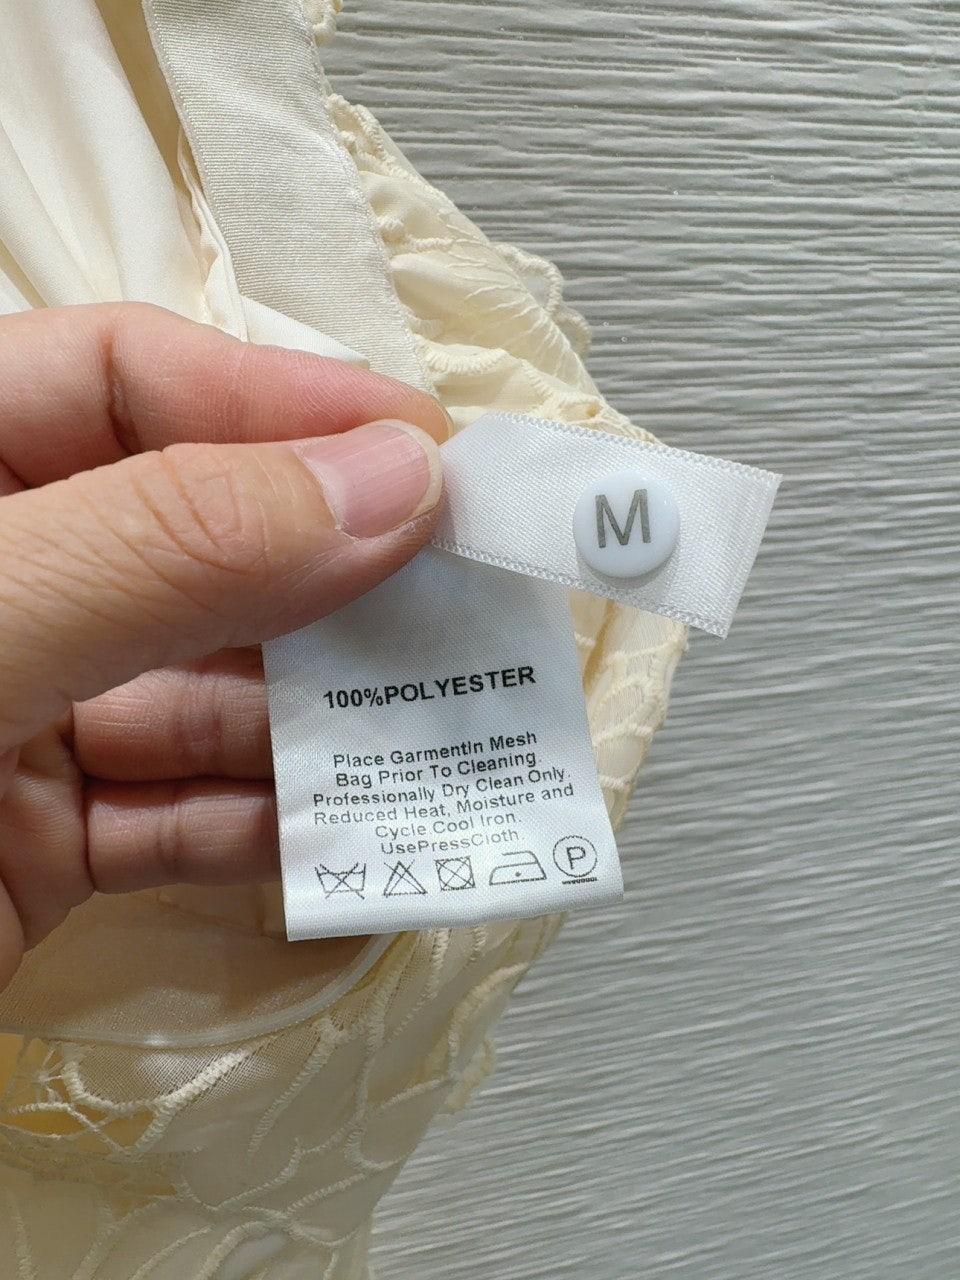 M
100%POLYESTER
Place GarmentIn Mesh
Bag Prior To Cleaning.
Professionally Dry Clean Only.
Reduced Heat, Moisture and
Cycle.Cool Iron.
UsePressCloth.
P